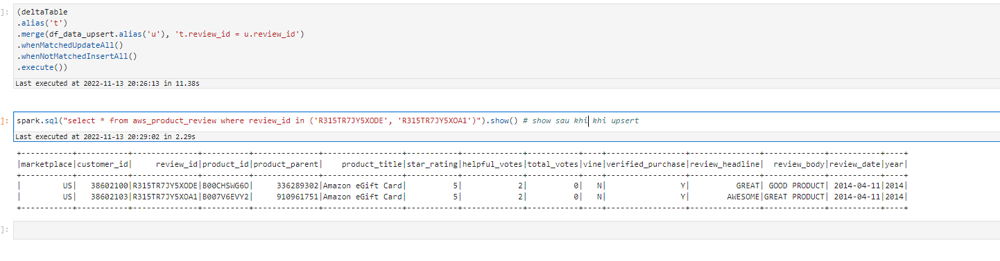 ]:
(deltaTable
.alias('t')
.merge(df_data_upsert.alias('u'), 't.review_id = u.review_id')
.whenMatchedUpdateAll()
.whenNotMatchedInsertAll()
.execute())
Last executed at 2022-11-13 20:26:13 in 11.38s
]:
spark.sql("select * from aws_product_review where review_id in ('R315TR7JY5XODE', 'R315TR7JY5XOA1')").show() # show sau khi khi upsert
Last executed at 2022-11-13 20:29:02 in 2.29s
+-----------+-----------+--------------+----------+--------------+----------------+-----------+-------------+-----------+----+-----------------+---------------+-------------+-----------+----+
|marketplace|customer_id|     review_id|product_id|product_parent|   product_title|star_rating|helpful_votes|total_votes|vine|verified_purchase|review_headline|  review_body|review_date|year|
+-----------+-----------+--------------+----------+--------------+----------------+-----------+-------------+-----------+----+-----------------+---------------+-------------+-----------+----+
|         US|   38602100|R315TR7JY5XODE|B00CHSWG6O|     336289302|Amazon eGift Card|          5|            2|          0|   N|                Y|          GREAT| GOOD PRODUCT| 2014-04-11|2014|
|         US|   38602103|R315TR7JY5XOA1|B007V6EVY2|     910961751|Amazon eGift Card|          5|            2|          0|   N|                Y|        AWESOME|GREAT PRODUCT| 2014-04-11|2014|
+-----------+-----------+--------------+----------+--------------+----------------+-----------+-------------+-----------+----+-----------------+---------------+-------------+-----------+----+
]: